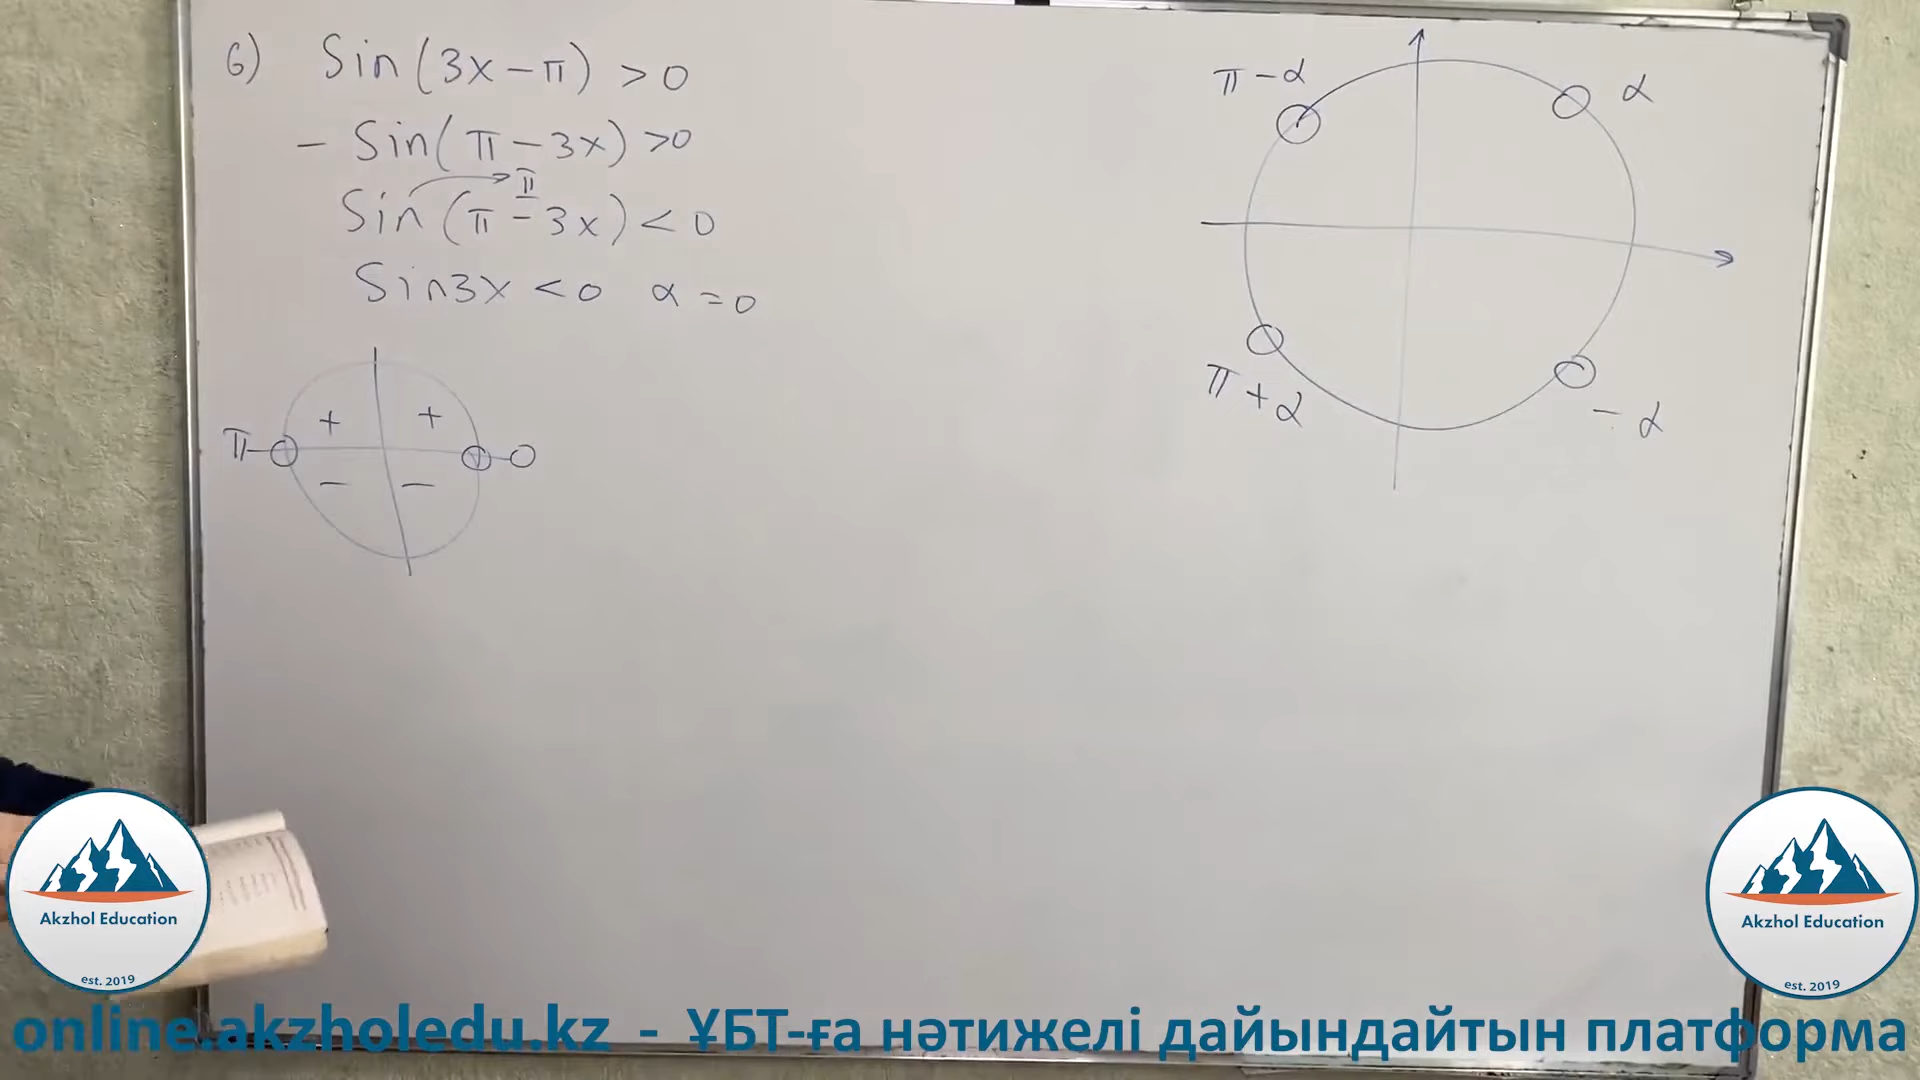 6) Sin(3x-π) >0
- Sin(π-3x) >0
π
Sin(π-3x) <0
Sin3x <0 α =0
+ +
π 0
- -
π-α α
π+α -α
Akzhol Education
est. 2019
Akzhol Education
est. 2019
online.akzholedu.kz - ҰБТ-ға нәтижелі дайындайтын платформа